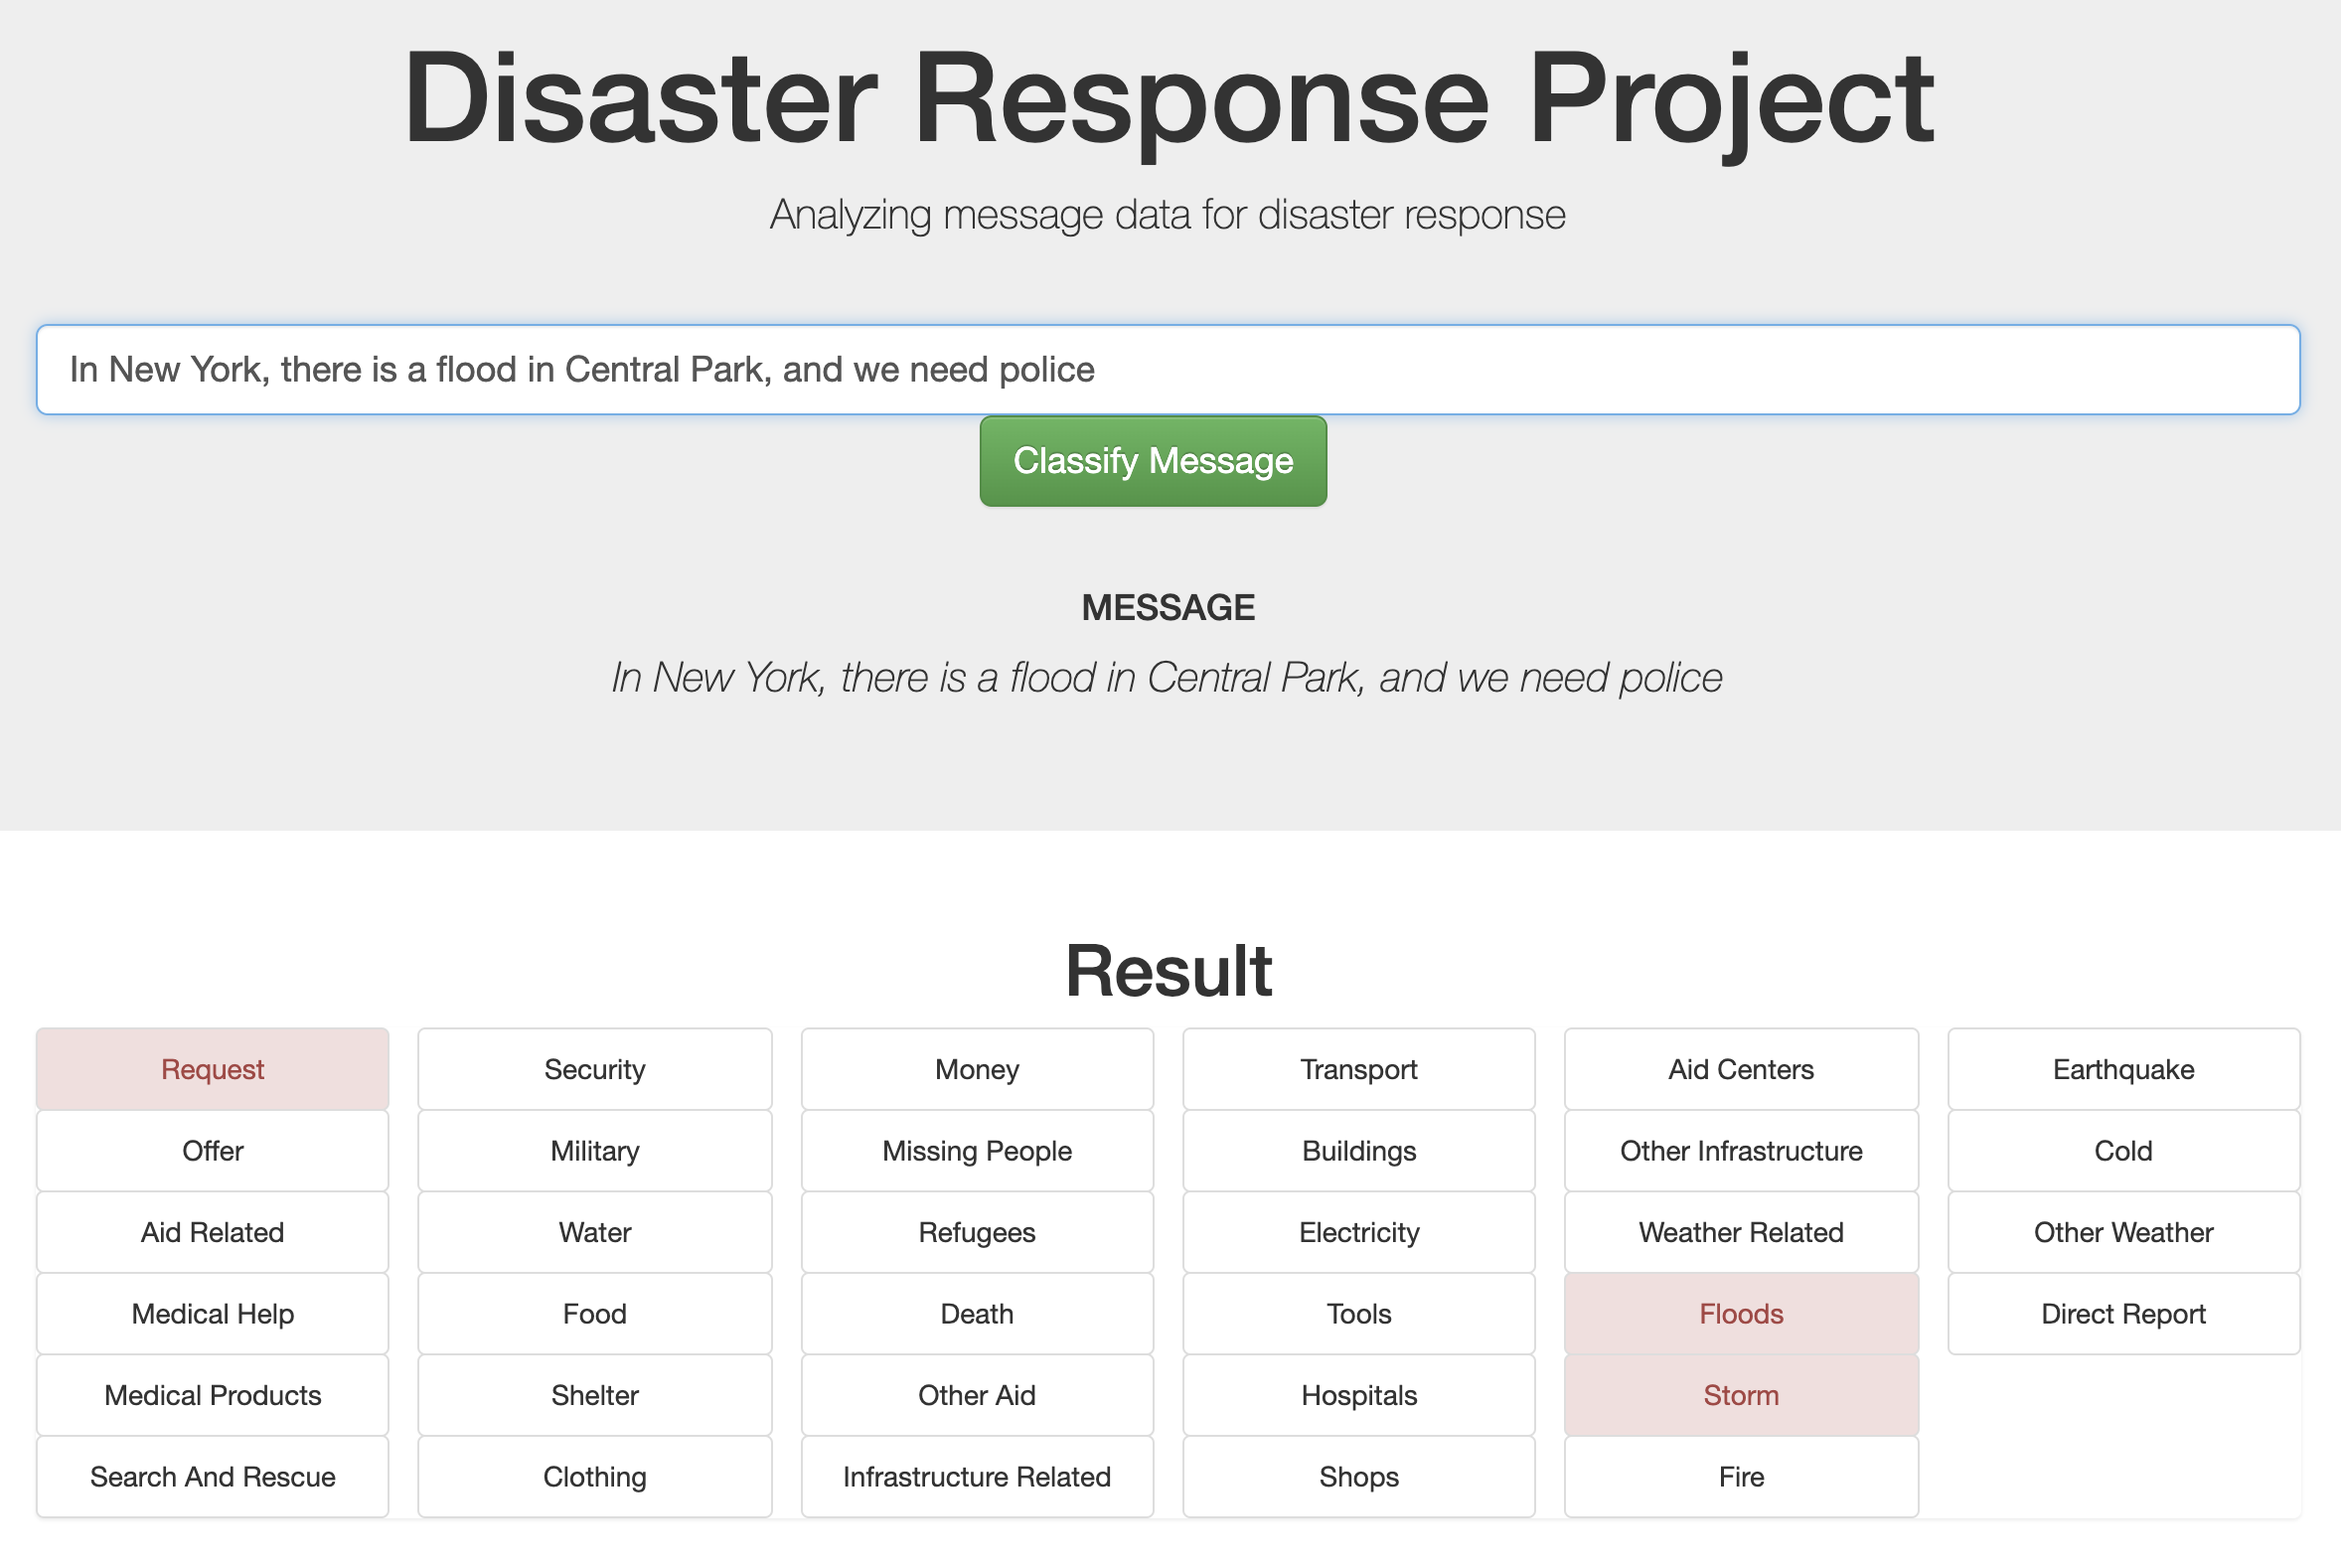 Disaster Response Project
Analyzing message data for disaster response
In New York, there is a flood in Central Park, and we need police
Classify Message
MESSAGE
In New York, there is a flood in Central Park, and we need police
Result
Request Security Money Transport Aid Centers Earthquake
Offer Military Missing People Buildings Other Infrastructure Cold
Aid Related Water Refugees Electricity Weather Related Other Weather
Medical Help Food Death Tools Floods Direct Report
Medical Products Shelter Other Aid Hospitals Storm
Search And Rescue Clothing Infrastructure Related Shops Fire